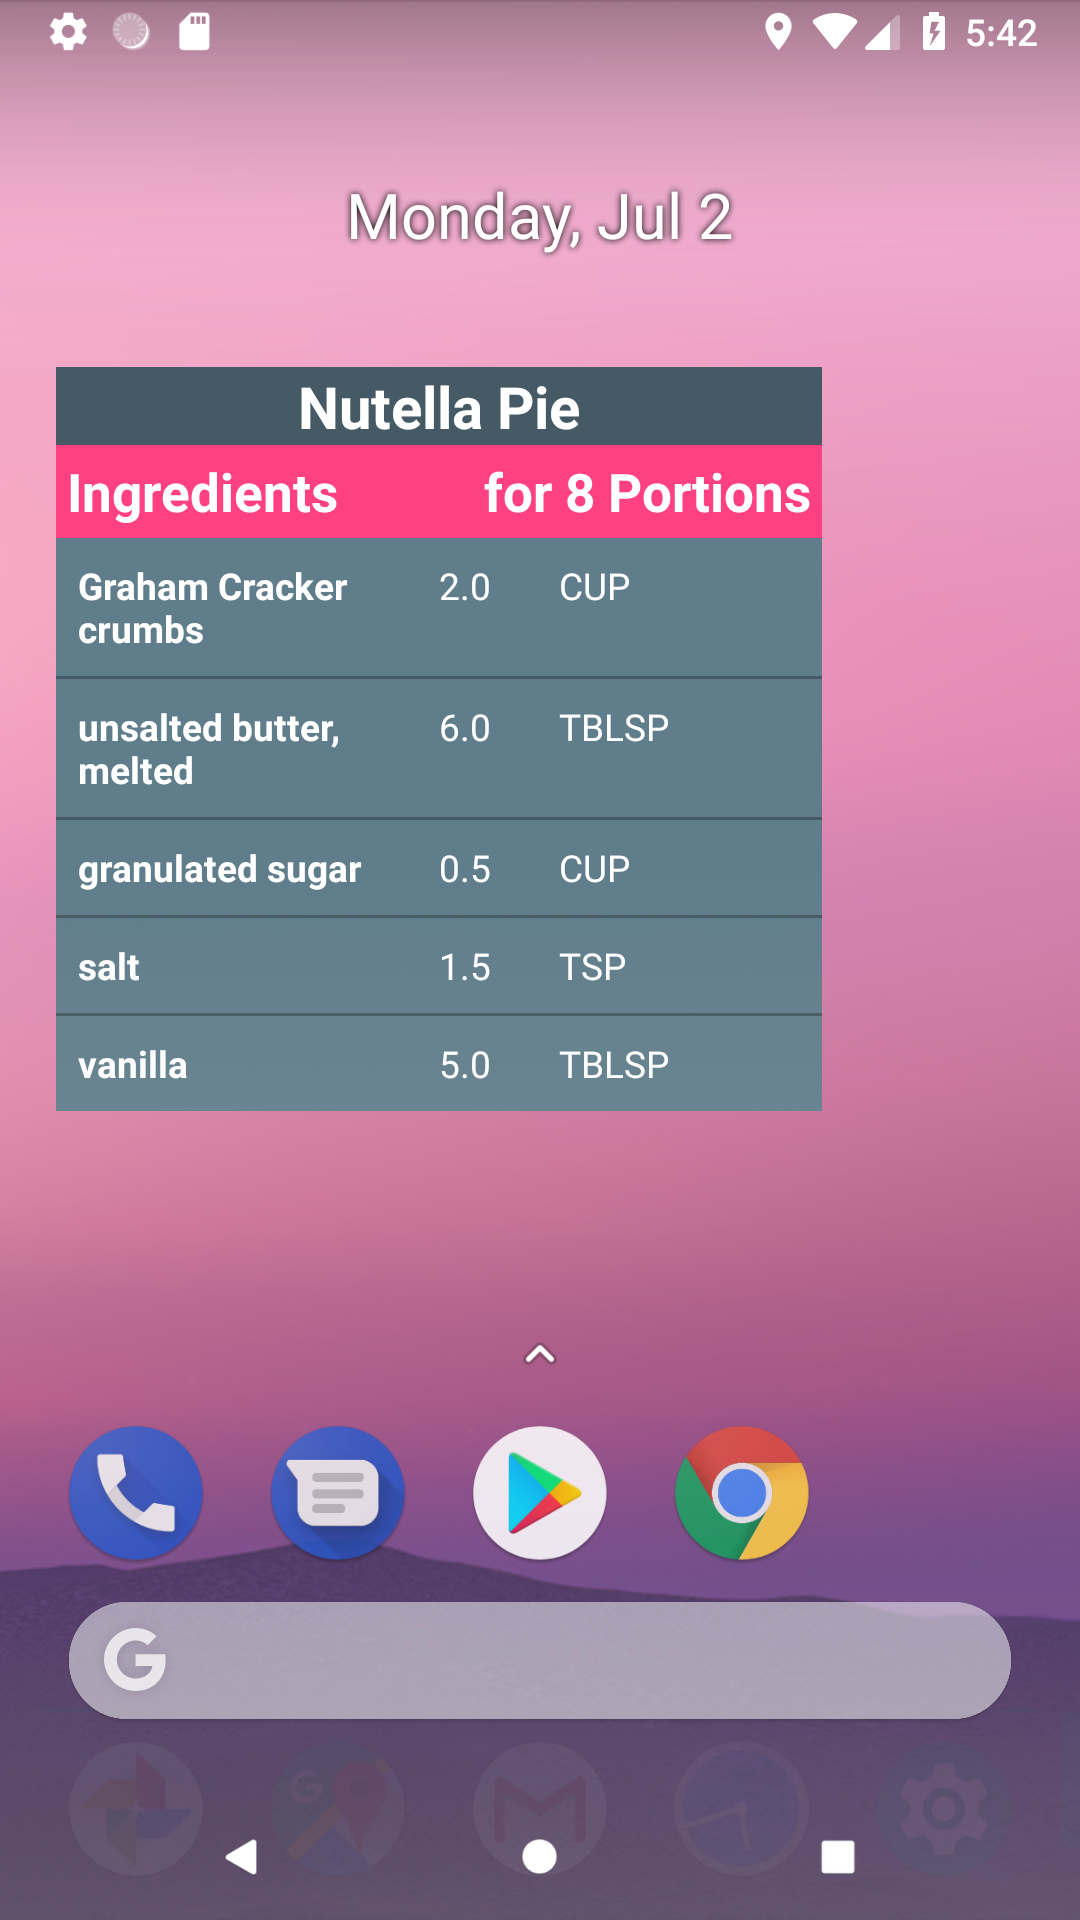 5:42
Monday, Jul 2
Nutella Pie
Ingredients for 8 Portions
Graham Cracker 2.0 CUP
crumbs
unsalted butter, 6.0 TBLSP
melted
granulated sugar 0.5 CUP
salt 1.5 TSP
vanilla 5.0 TBLSP